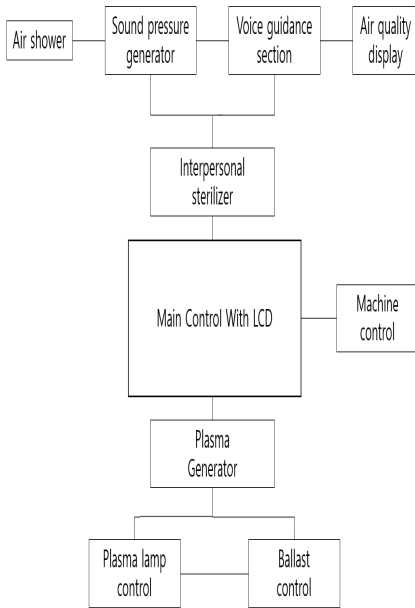 Air shower
Sound pressure
generator
Voice guidance
section
Air quality
display
Interpersonal
sterilizer
Main Control With LCD
Machine
control
Plasma
Generator
Plasma lamp
control
Ballast
control